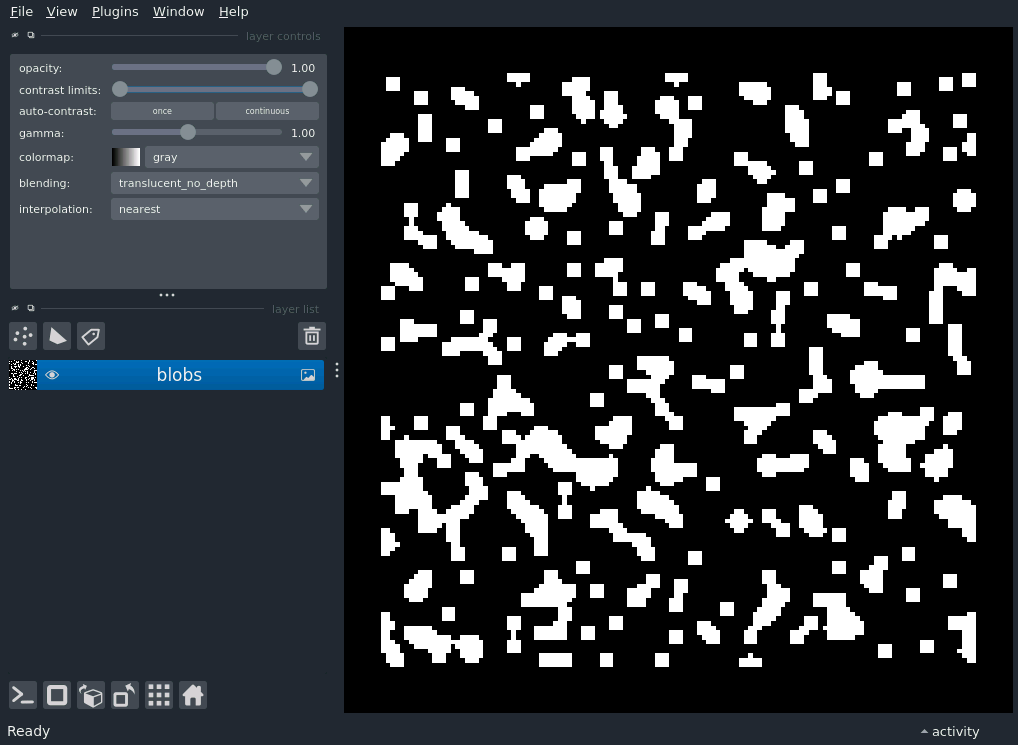 File View Plugins Window Help
layer controls
opacity: 1.00
contrast limits:
auto-contrast: once continuous
gamma: 1.00
colormap: gray
blending: translucent_no_depth
interpolation: nearest
layer list
blobs
Ready activity